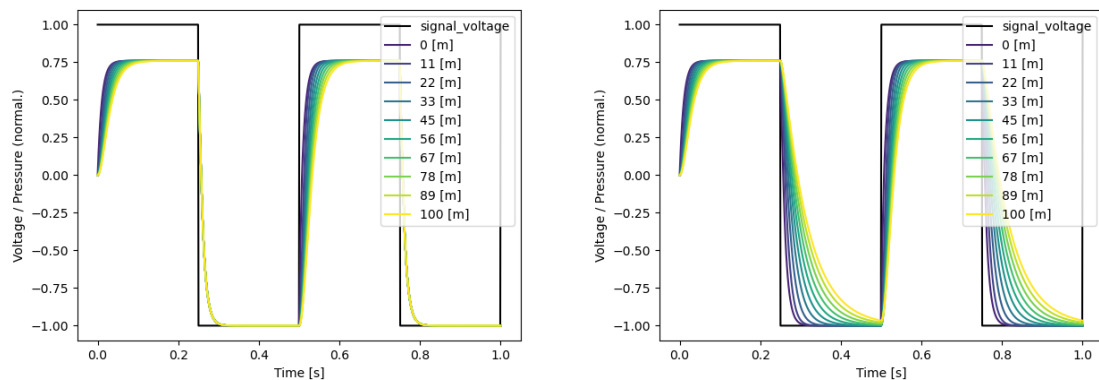 1.00
0.75
0.50
0.25
0.00
−0.25
−0.50
−0.75
−1.00
Voltage / Pressure (normal.)
signal_voltage
0 [m]
11 [m]
22 [m]
33 [m]
45 [m]
56 [m]
67 [m]
78 [m]
89 [m]
100 [m]
0.0 0.2 0.4 0.6 0.8 1.0
Time [s]
1.00
0.75
0.50
0.25
0.00
−0.25
−0.50
−0.75
−1.00
Voltage / Pressure (normal.)
signal_voltage
0 [m]
11 [m]
22 [m]
33 [m]
45 [m]
56 [m]
67 [m]
78 [m]
89 [m]
100 [m]
0.0 0.2 0.4 0.6 0.8 1.0
Time [s]